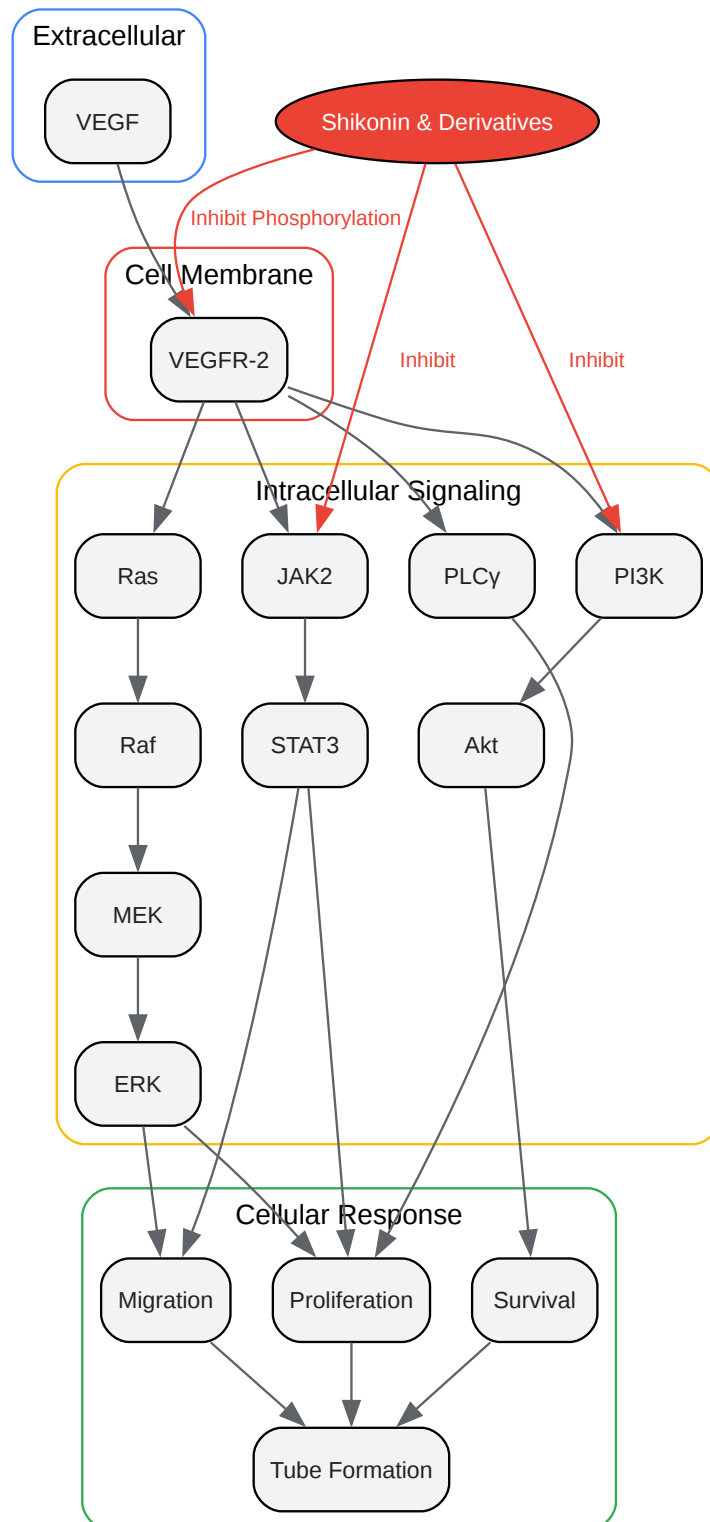 Extracellular
VEGF
Shikonin & Derivatives
Inhibit Phosphorylation
Cell Membrane
VEGFR-2
Inhibit
Inhibit
Intracellular Signaling
Ras
JAK2
PLCγ
PI3K
Raf
STAT3
Akt
MEK
ERK
Cellular Response
Migration
Proliferation
Survival
Tube Formation